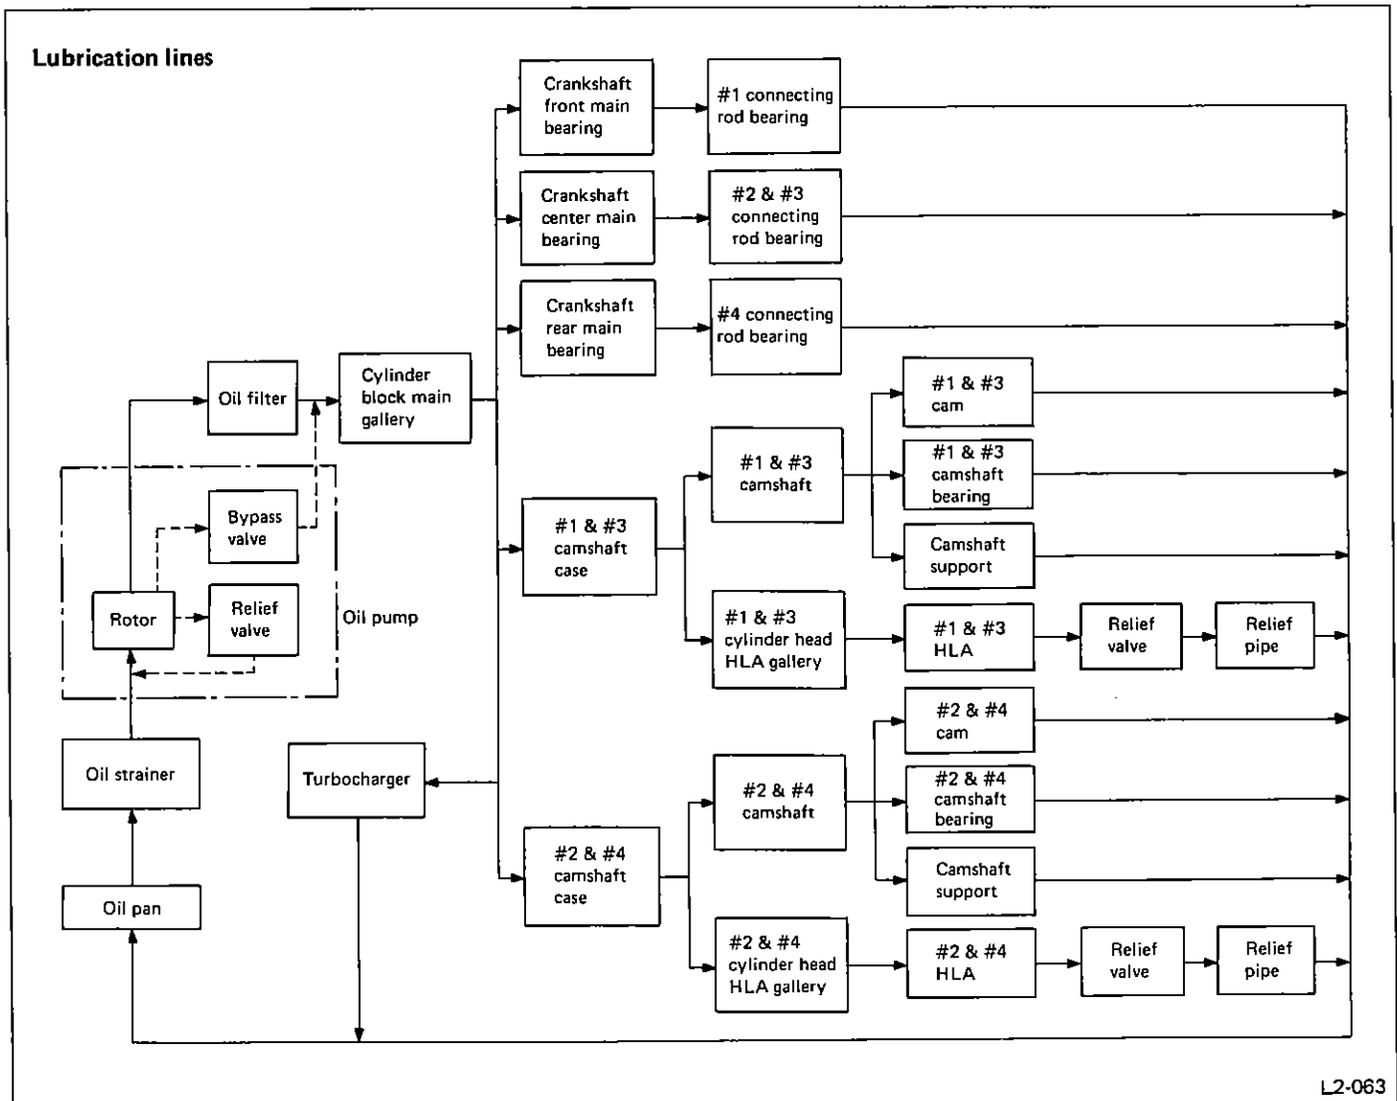 Lubrication lines
Crankshaft
front main
bearing
#1 connecting
rod bearing
Crankshaft
center main
bearing
#2 & #3
connecting
rod bearing
Crankshaft
rear main
bearing
#4 connecting
rod bearing
Oil filter
Cylinder
block main
gallery
#1 & #3
cam
#1 & #3
camshaft
#1 & #3
camshaft
bearing
Bypass
valve
#1 & #3
camshaft
case
Camshaft
support
Rotor
Relief
valve
Oil pump
#1 & #3
cylinder head
HLA gallery
#1 & #3
HLA
Relief
valve
Relief
pipe
#2 & #4
cam
Oil strainer
Turbocharger
#2 & #4
camshaft
#2 & #4
camshaft
bearing
#2 & #4
camshaft
case
Camshaft
support
Oil pan
#2 & #4
cylinder head
HLA gallery
#2 & #4
HLA
Relief
valve
Relief
pipe
L2-063